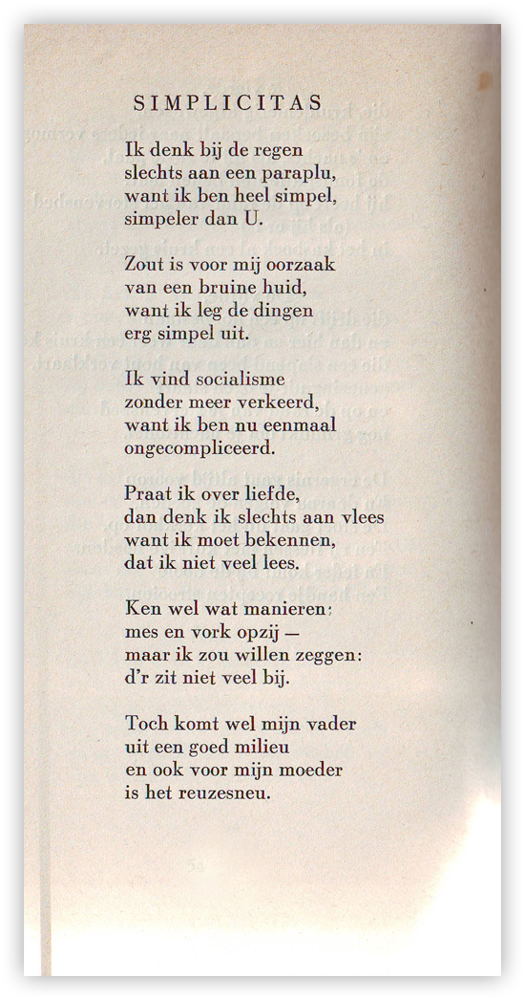 SIMPLICITAS
Ik denk bij de regen
slechts aan een paraplu,
want ik ben heel simpel,
simpeler dan U.
Zout is voor mij oorzaak
van een bruine huid,
want ik leg de dingen
erg simpel uit.
Ik vind socialisme
zonder meer verkeerd,
want ik ben nu eenmaal
ongecompliceerd.
Praat ik over liefde,
dan denk ik slechts aan vlees
want ik moet bekennen,
dat ik niet veel lees.
Ken wel wat manieren:
mes en vork opzij —
maar ik zou willen zeggen:
d'r zit niet veel bij.
Toch komt wel mijn vader
uit een goed milieu
en ook voor mijn moeder
is het reuzesneu.
54